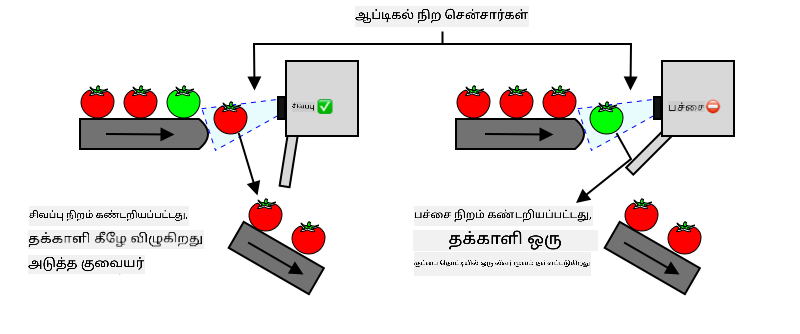 ஆப்டிகல் நிற சென்சார்கள்
சிவப்பு
பச்சை
சிவப்பு நிறம் கண்டறியப்பட்டது,
தக்காளி கீழே விழுகிறது
அடுத்த குவையர்
பச்சை நிறம் கண்டறியப்பட்டது,
தக்காளி ஒரு